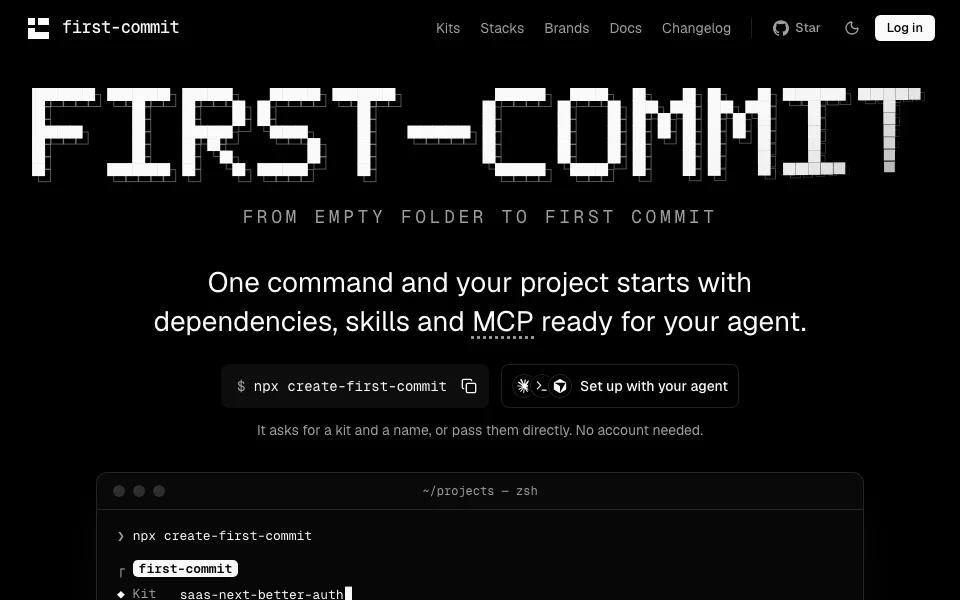 first-commit
Kits Stacks Brands Docs Changelog Star Log in
FIRST-COMMIT
FROM EMPTY FOLDER TO FIRST COMMIT
One command and your project starts with
dependencies, skills and MCP ready for your agent.
$ npx create-first-commit
Set up with your agent
It asks for a kit and a name, or pass them directly. No account needed.
~/projects — zsh
❯ npx create-first-commit
┌ first-commit
◆ Kit saas-next-better-auth